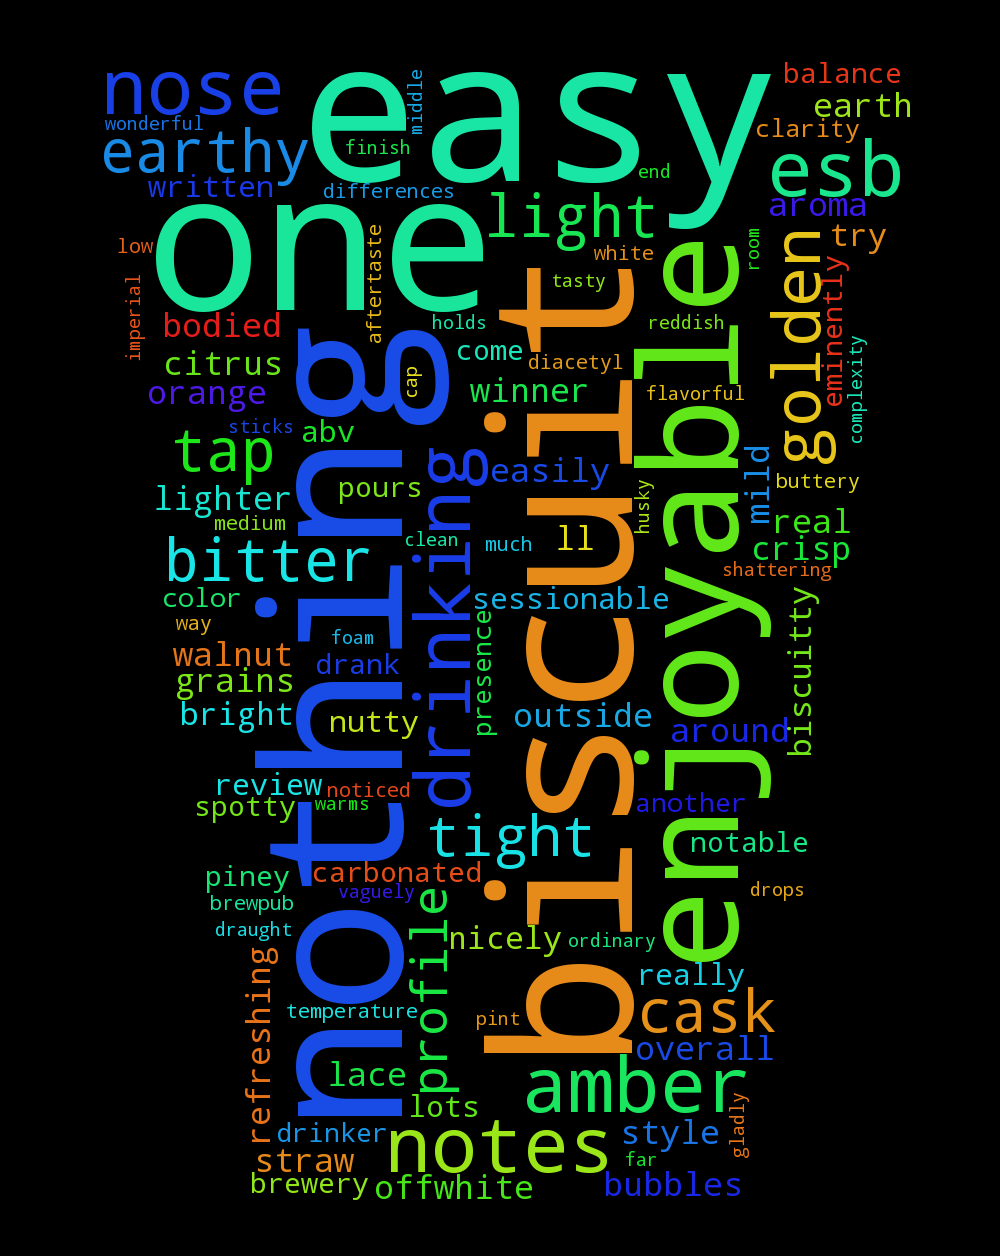 nose
easy
middle
balance
earth
wonderful
clarity
earthy
finish
end
esb
written
differences
aroma
one
light
low
aftertaste
white
room
golden
try
imperial
tasty
eminently
bodied
holds
reddish
citrus
come
diacetyl
complexity
orange
cap
winner
flavorful
sticks
abv
tap
easily
mild
buttery
lighter
pours
husky
medium
real
nothing
drinking
biscuit
enjoyable
clean
much
ll
crisp
bitter
shattering
color
sessionable
way
foam
presence
biscuitty
walnut
drank
grains
bright
nutty
outside
around
review
noticed
another
spotty
warms
tight
notable
piney
carbonated
drops
brewpub
vaguely
draught
profile
nicely
ordinary
refreshing
really
temperature
pint
cask
overall
lace
amber
lots
gladly
drinker
notes
style
straw
far
brewery
offwhite
bubbles